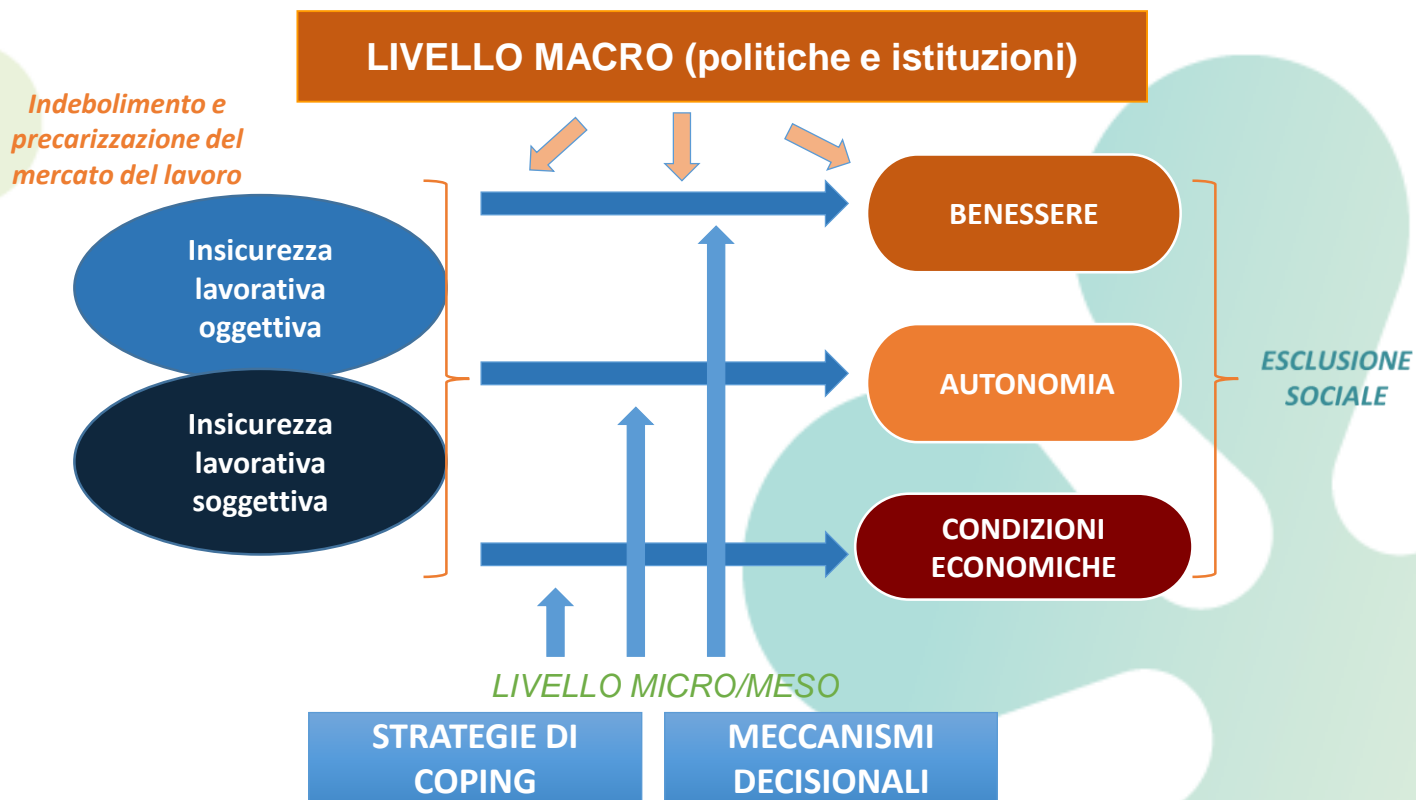 LIVELLO MACRO (politiche e istituzioni)
Indebolimento e
precarizzazione del
mercato del lavoro
Insicurezza
lavorativa
oggettiva
Insicurezza
lavorativa
soggettiva
BENESSERE
AUTONOMIA
CONDIZIONI
ECONOMICHE
ESCLUSIONE
SOCIALE
LIVELLO MICRO/MESO
STRATEGIE DI
COPING
MECCANISMI
DECISIONALI